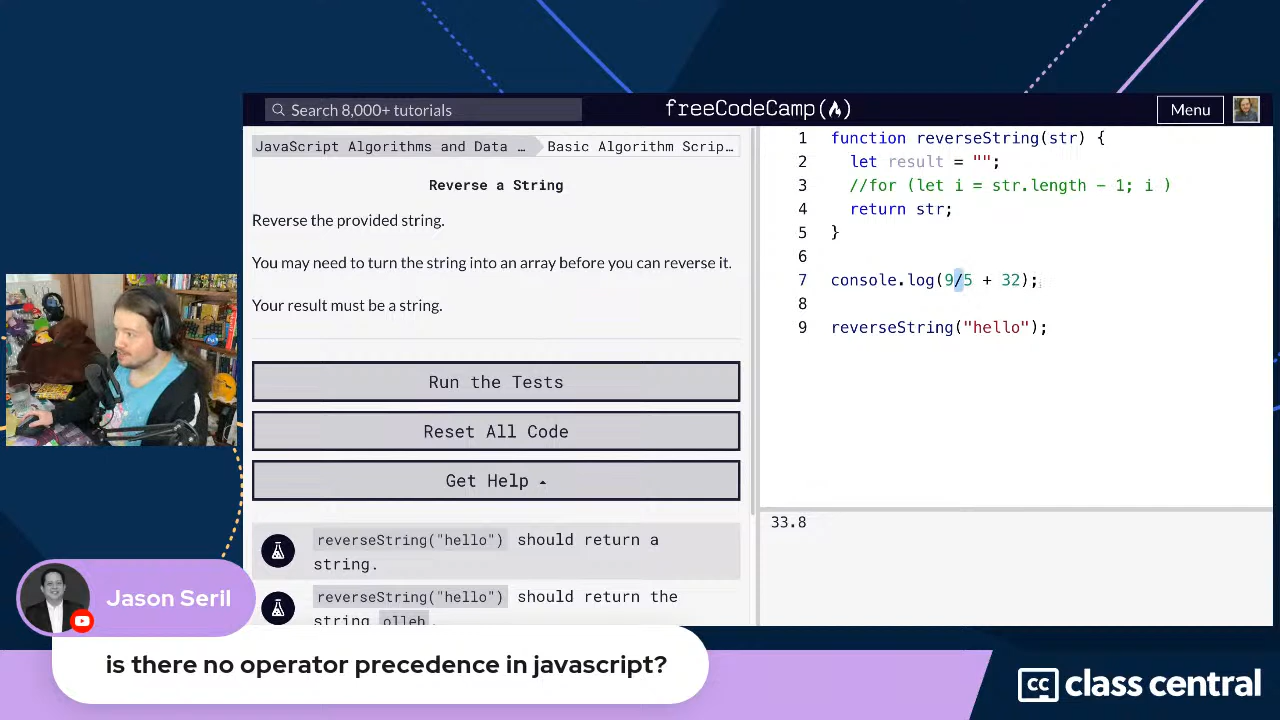 Search 8,000+ tutorials
freeCodeCamp
Menu
JavaScript Algorithms and Data …
Basic Algorithm Scrip…
Reverse a String
Reverse the provided string.
You may need to turn the string into an array before you can reverse it.
Your result must be a string.
Run the Tests
Reset All Code
Get Help
reverseString("hello") should return a
string.
reverseString("hello") should return the
string olleh.
1 function reverseString(str) {
2 let result = "";
3 //for (let i = str.length - 1; i )
4 return str;
5 }
6
7 console.log(9/5 + 32);
8
9 reverseString("hello");
33.8
Jason Seril
is there no operator precedence in javascript?
cc class central